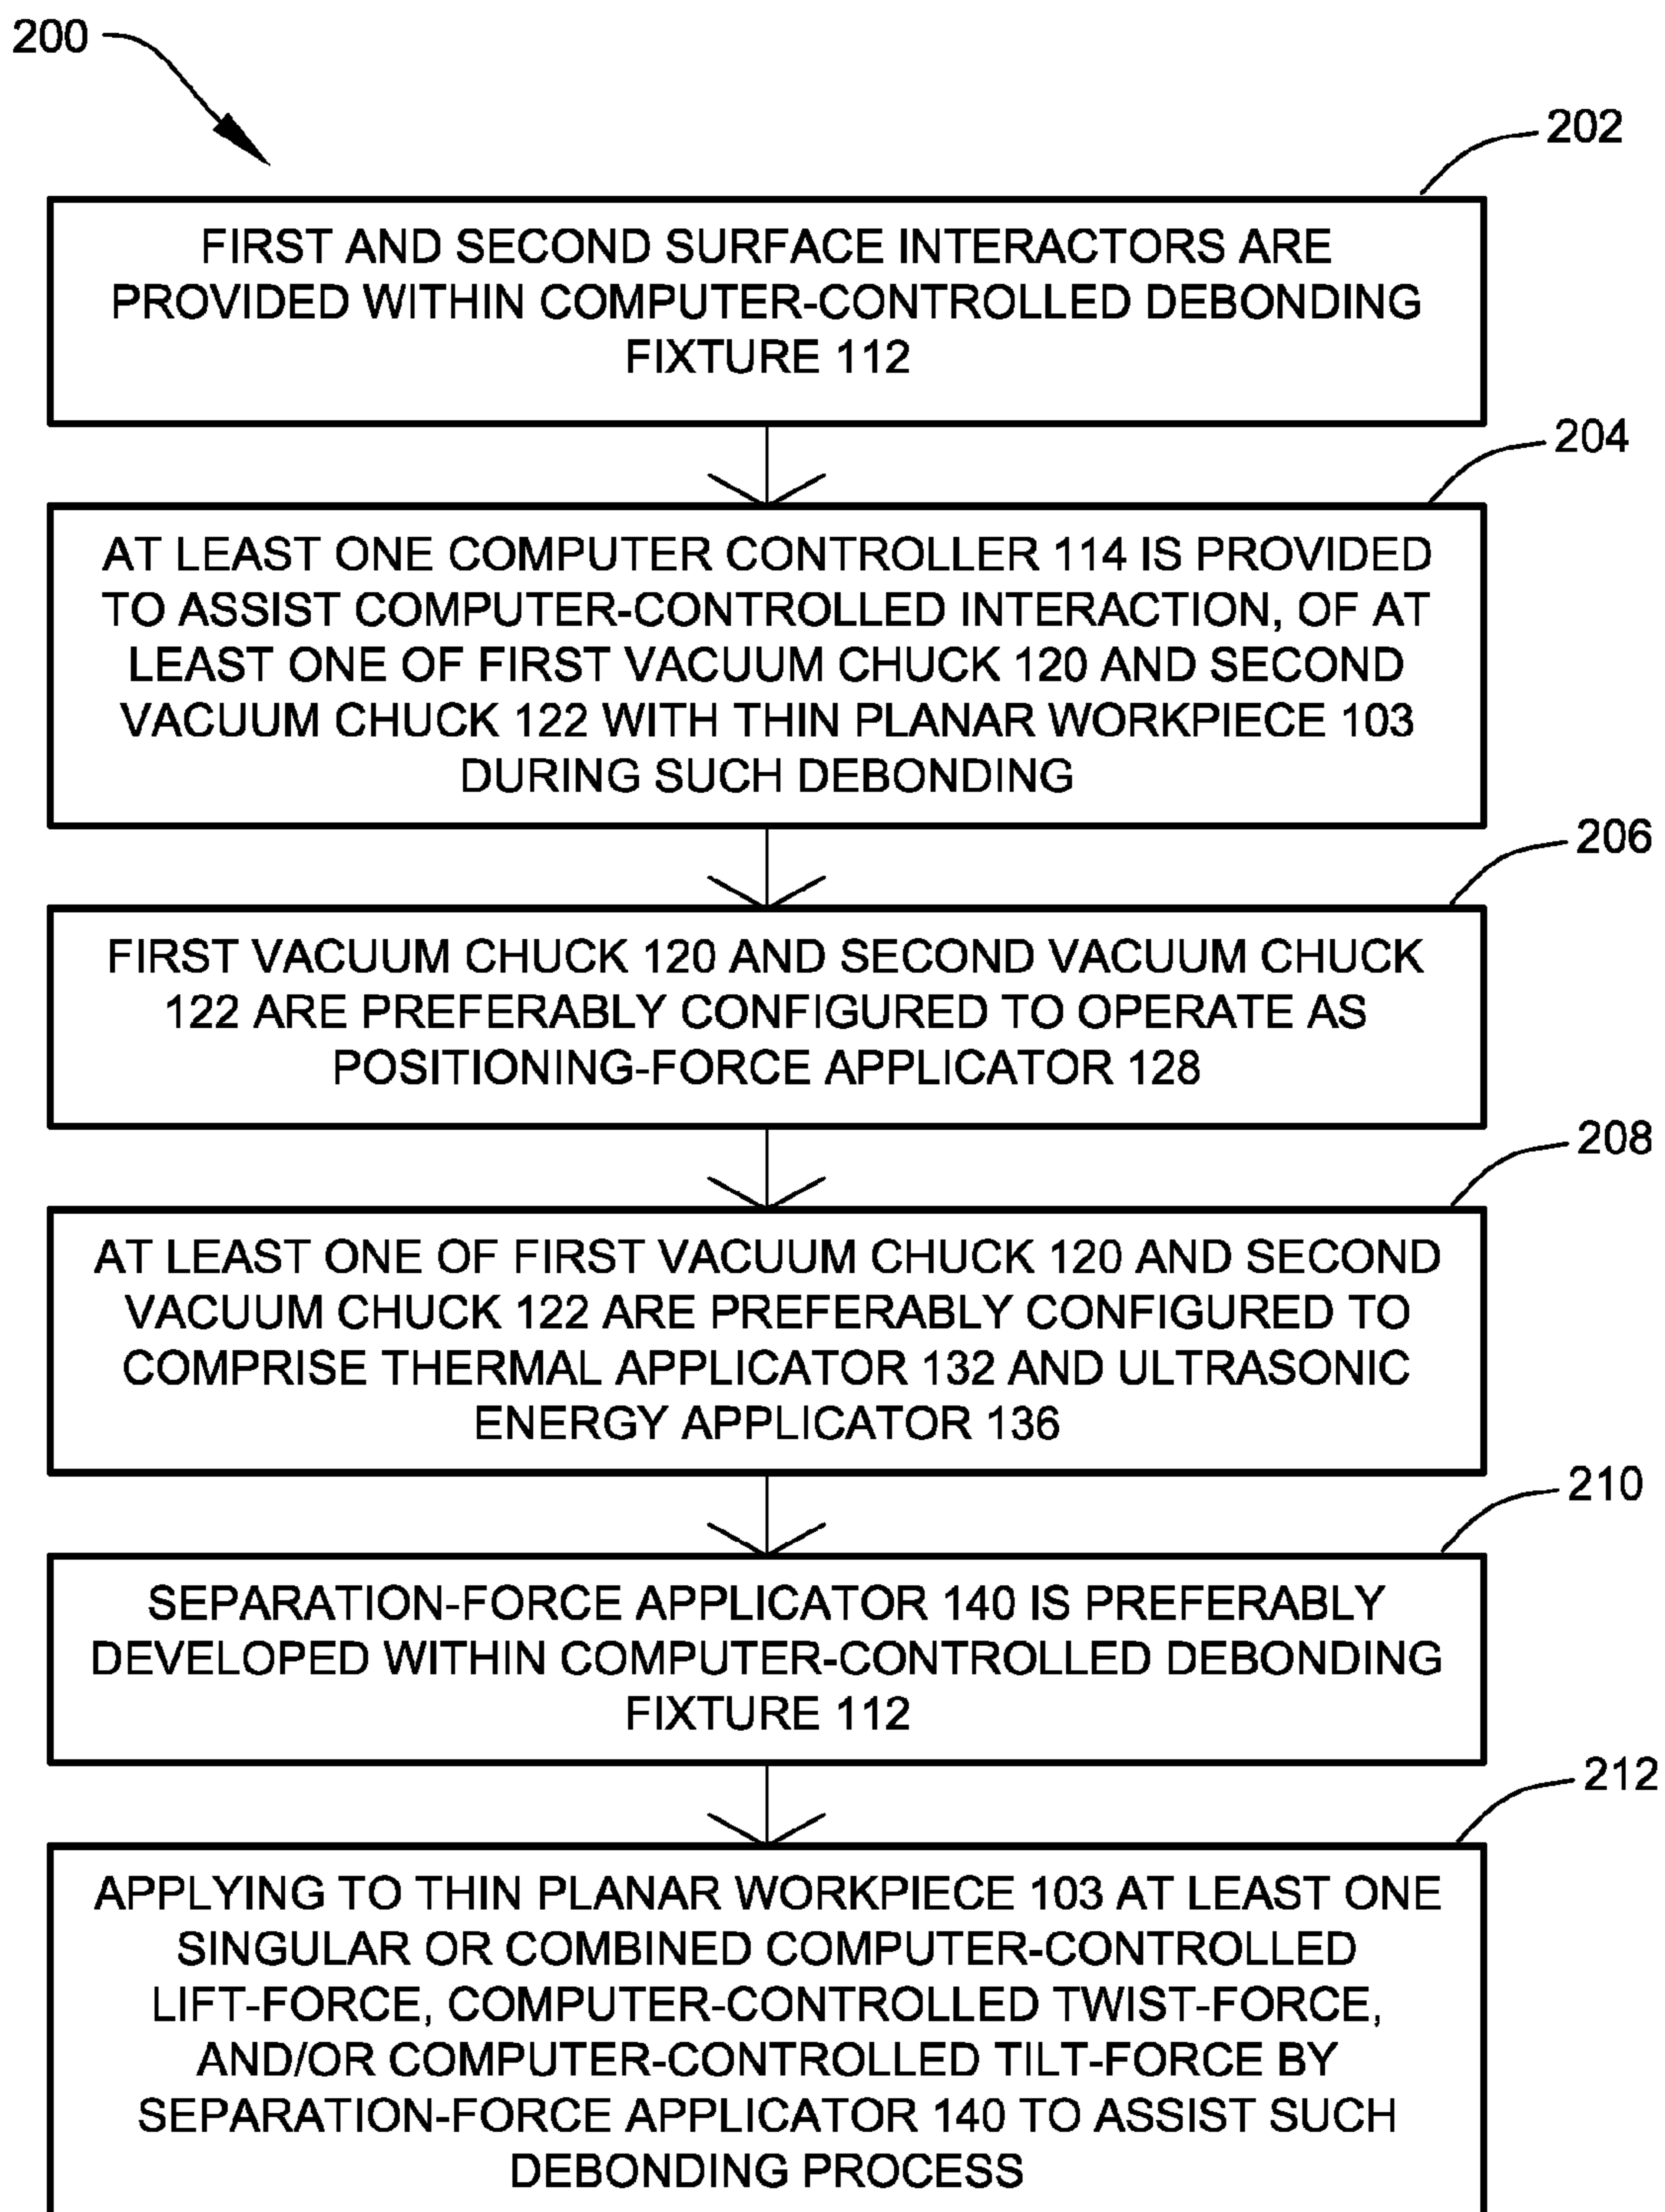 200
202
FIRST AND SECOND SURFACE INTERACTORS ARE
PROVIDED WITHIN COMPUTER-CONTROLLED DEBONDING
FIXTURE 112
204
AT LEAST ONE COMPUTER CONTROLLER 114 IS PROVIDED
TO ASSIST COMPUTER-CONTROLLED INTERACTION, OF AT
LEAST ONE OF FIRST VACUUM CHUCK 120 AND SECOND
VACUUM CHUCK 122 WITH THIN PLANAR WORKPIECE 103
DURING SUCH DEBONDING
206
FIRST VACUUM CHUCK 120 AND SECOND VACUUM CHUCK
122 ARE PREFERABLY CONFIGURED TO OPERATE AS
POSITIONING-FORCE APPLICATOR 128
208
AT LEAST ONE OF FIRST VACUUM CHUCK 120 AND SECOND
VACUUM CHUCK 122 ARE PREFERABLY CONFIGURED TO
COMPRISE THERMAL APPLICATOR 132 AND ULTRASONIC
ENERGY APPLICATOR 136
210
SEPARATION-FORCE APPLICATOR 140 IS PREFERABLY
DEVELOPED WITHIN COMPUTER-CONTROLLED DEBONDING
FIXTURE 112
212
APPLYING TO THIN PLANAR WORKPIECE 103 AT LEAST ONE
SINGULAR OR COMBINED COMPUTER-CONTROLLED
LIFT-FORCE, COMPUTER-CONTROLLED TWIST-FORCE,
AND/OR COMPUTER-CONTROLLED TILT-FORCE BY
SEPARATION-FORCE APPLICATOR 140 TO ASSIST SUCH
DEBONDING PROCESS